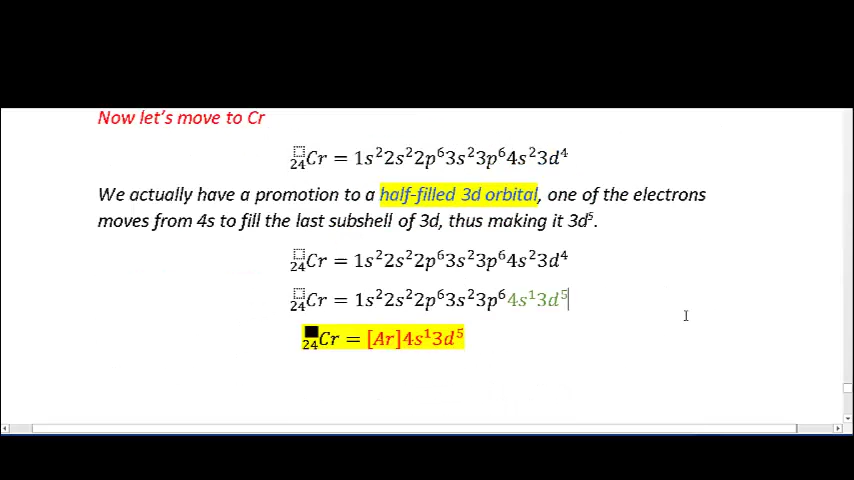 Now let's move to Cr
₂₄Cr = 1s²2s²2p⁶3s²3p⁶4s²3d⁴
We actually have a promotion to a half-filled 3d orbital, one of the electrons
moves from 4s to fill the last subshell of 3d, thus making it 3d⁵.
₂₄Cr = 1s²2s²2p⁶3s²3p⁶4s²3d⁴
₂₄Cr = 1s²2s²2p⁶3s²3p⁶4s¹3d⁵
₂₄Cr = [Ar]4s¹3d⁵